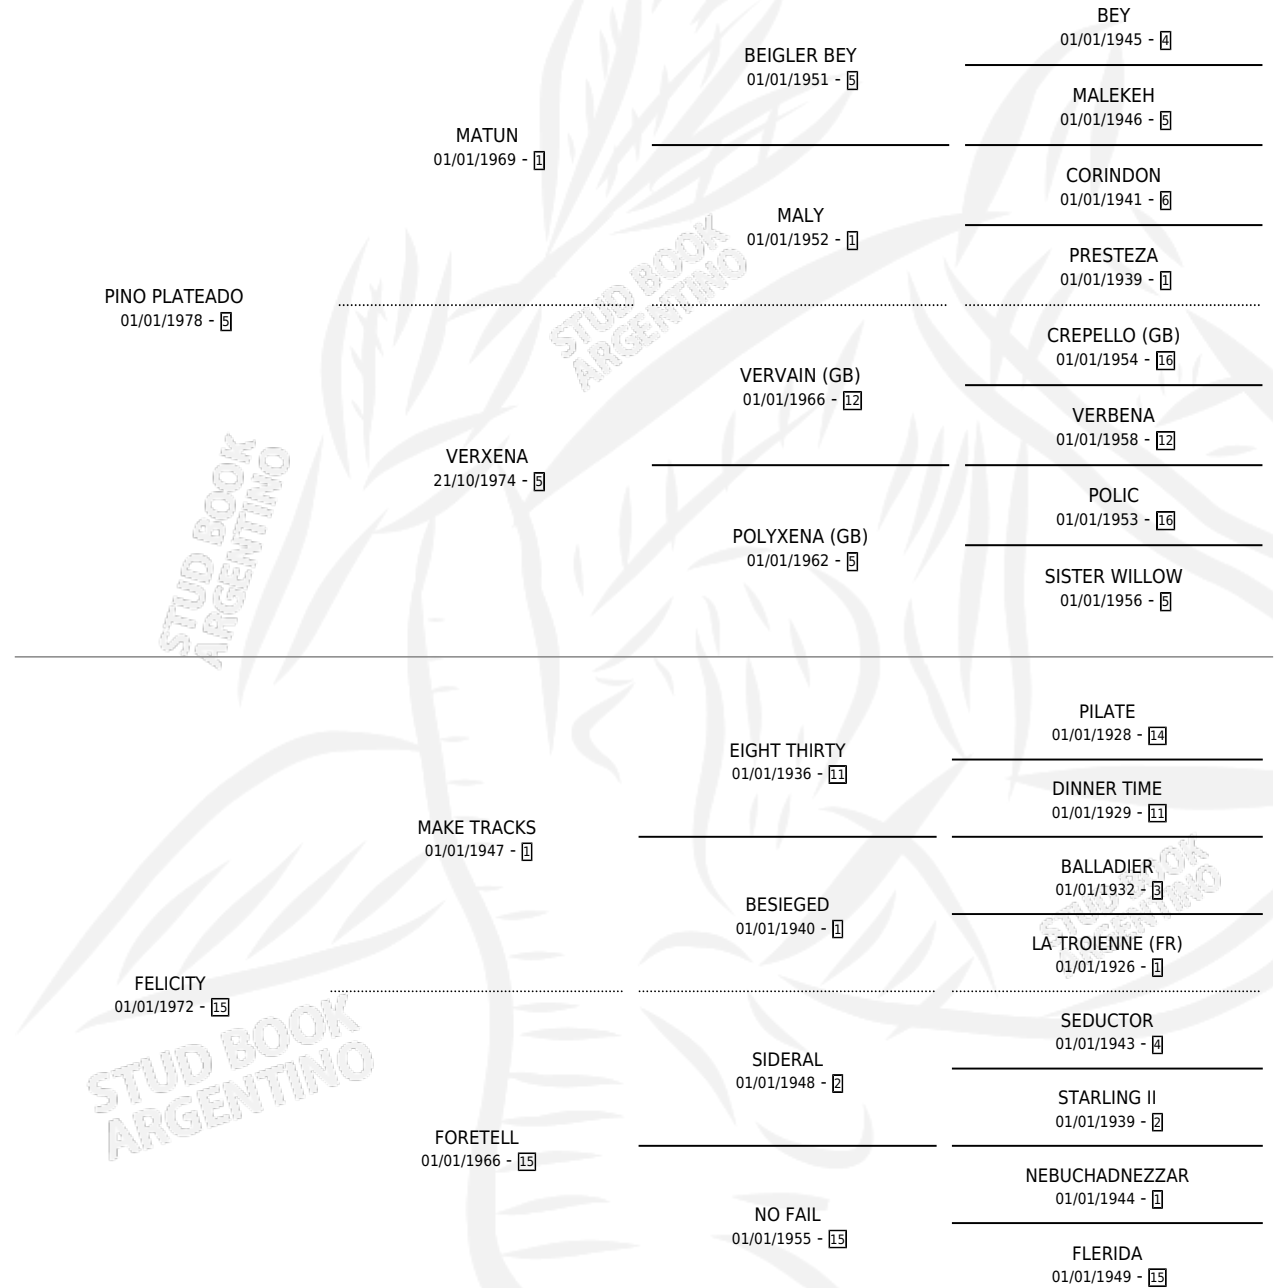 BEY
01/01/1945 - 4
BEIGLER BEY
01/01/1951 - 5
MALEKEH
01/01/1946 - 5
MATUN
01/01/1969 - 1
CORINDON
01/01/1941 - 6
MALY
01/01/1952 - 1
PRESTEZA
01/01/1939 - 1
PINO PLATEADO
01/01/1978 - 5
CREPELLO (GB)
01/01/1954 - 16
VERVAIN (GB)
01/01/1966 - 12
VERBENA
01/01/1958 - 12
VERXENA
21/10/1974 - 5
POLIC
01/01/1953 - 16
POLYXENA (GB)
01/01/1962 - 5
SISTER WILLOW
01/01/1956 - 5
STUD BOOK
ARGENTINO
STUD BOOK
ARGENTINO
PILATE
01/01/1928 - 14
EIGHT THIRTY
01/01/1936 - 11
DINNER TIME
01/01/1929 - 11
MAKE TRACKS
01/01/1947 - 1
BALLADIER
01/01/1932 - 3
BESIEGED
01/01/1940 - 1
LA TROIENNE (FR)
01/01/1926 - 1
FELICITY
01/01/1972 - 15
SEDUCTOR
01/01/1943 - 4
SIDERAL
01/01/1948 - 2
STARLING II
01/01/1939 - 2
FORETELL
01/01/1966 - 15
NEBUCHADNEZZAR
01/01/1944 - 1
NO FAIL
01/01/1955 - 15
FLERIDA
01/01/1949 - 15
STUD BOOK
ARGENTINO
STUD BOOK
ARGENTINO